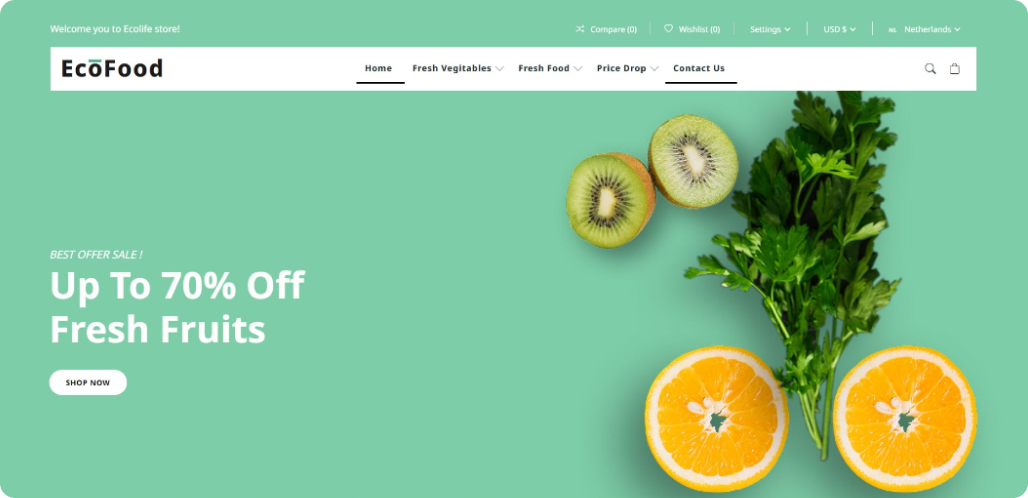 Welcome you to Ecolife store!
Compare (0)
Wishlist (0)
Settings
USD $
NL Netherlands
EcōFood
Home
Fresh Vegitables
Fresh Food
Price Drop
Contact Us
BEST OFFER SALE !
Up To 70% Off
Fresh Fruits
SHOP NOW